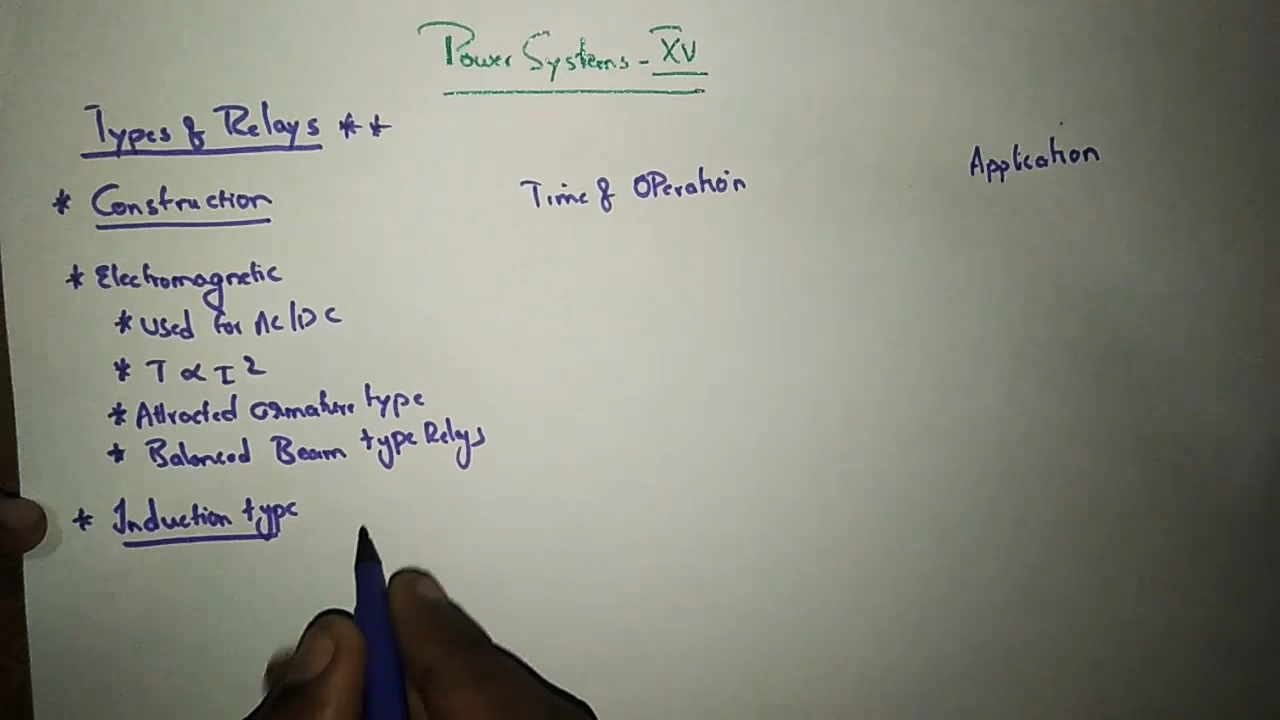 Power Systems - XV
Types of Relays **
* Construction
Time of Operation
Application
* Electromagnetic
* Used for AC/DC
* T ∝ I²
* Attracted armature type
* Balanced Beam type Relys
* Induction type